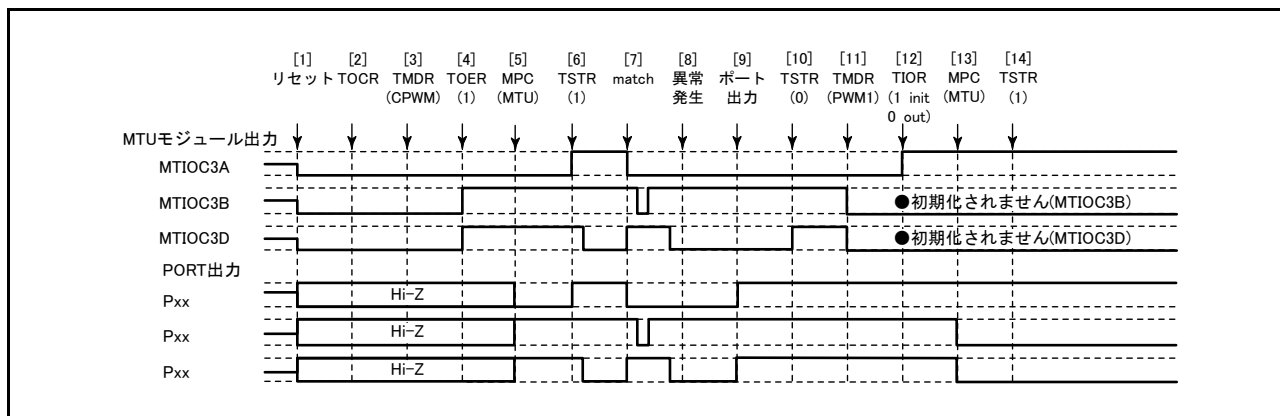 [1] [2] [3] [4] [5] [6] [7] [8] [9] [10] [11] [12] [13] [14]
リセット TOCR TMDR TOER MPC TSTR match 異常 ポート TSTR TMDR TIOR MPC TSTR
(CPWM) (1) (MTU) (1) 発生 出力 (0) (PWM1) (1 init (MTU) (1)
0 out)
MTUモジュール出力
MTIOC3A
MTIOC3B ●初期化されません(MTIOC3B)
MTIOC3D ●初期化されません(MTIOC3D)
PORT出力
Pxx Hi-Z
Pxx Hi-Z
Pxx Hi-Z